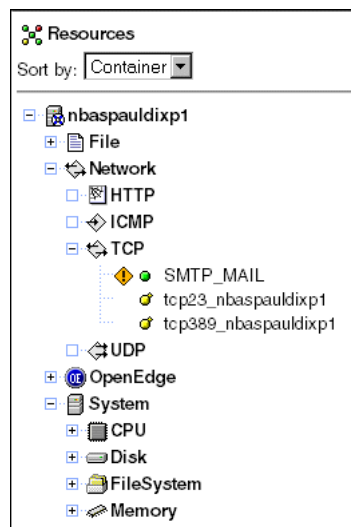 Resources
Sort by: Container
nbaspauldixp1
File
Network
HTTP
ICMP
TCP
SMTP_MAIL
tcp23_nbaspauldixp1
tcp389_nbaspauldixp1
UDP
OE OpenEdge
System
CPU
Disk
FileSystem
Memory